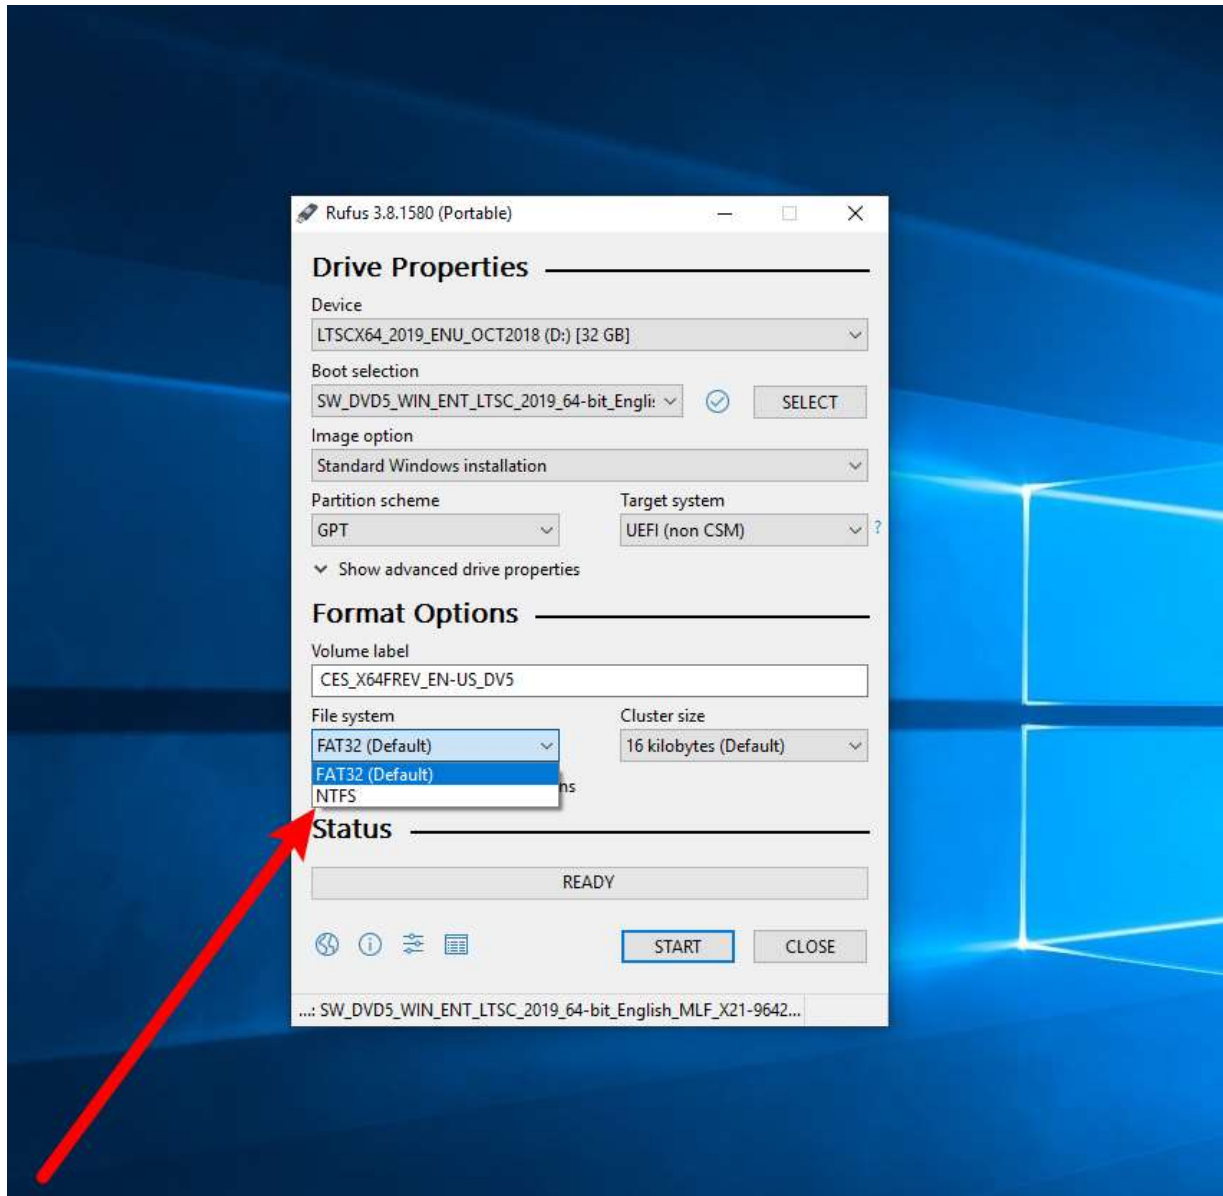 Rufus 3.8.1580 (Portable)
Drive Properties
Device
LTSCX64_2019_ENU_OCT2018 (D:) [32 GB]
Boot selection
SW_DVD5_WIN_ENT_LTSC_2019_64-bit_Englis
SELECT
Image option
Standard Windows installation
Partition scheme
Target system
GPT
UEFI (non CSM)
?
Show advanced drive properties
Format Options
Volume label
CES_X64FREV_EN-US_DV5
File system
Cluster size
FAT32 (Default)
16 kilobytes (Default)
FAT32 (Default)
NTFS
ns
Status
READY
START
CLOSE
...: SW_DVD5_WIN_ENT_LTSC_2019_64-bit_English_MLF_X21-9642...